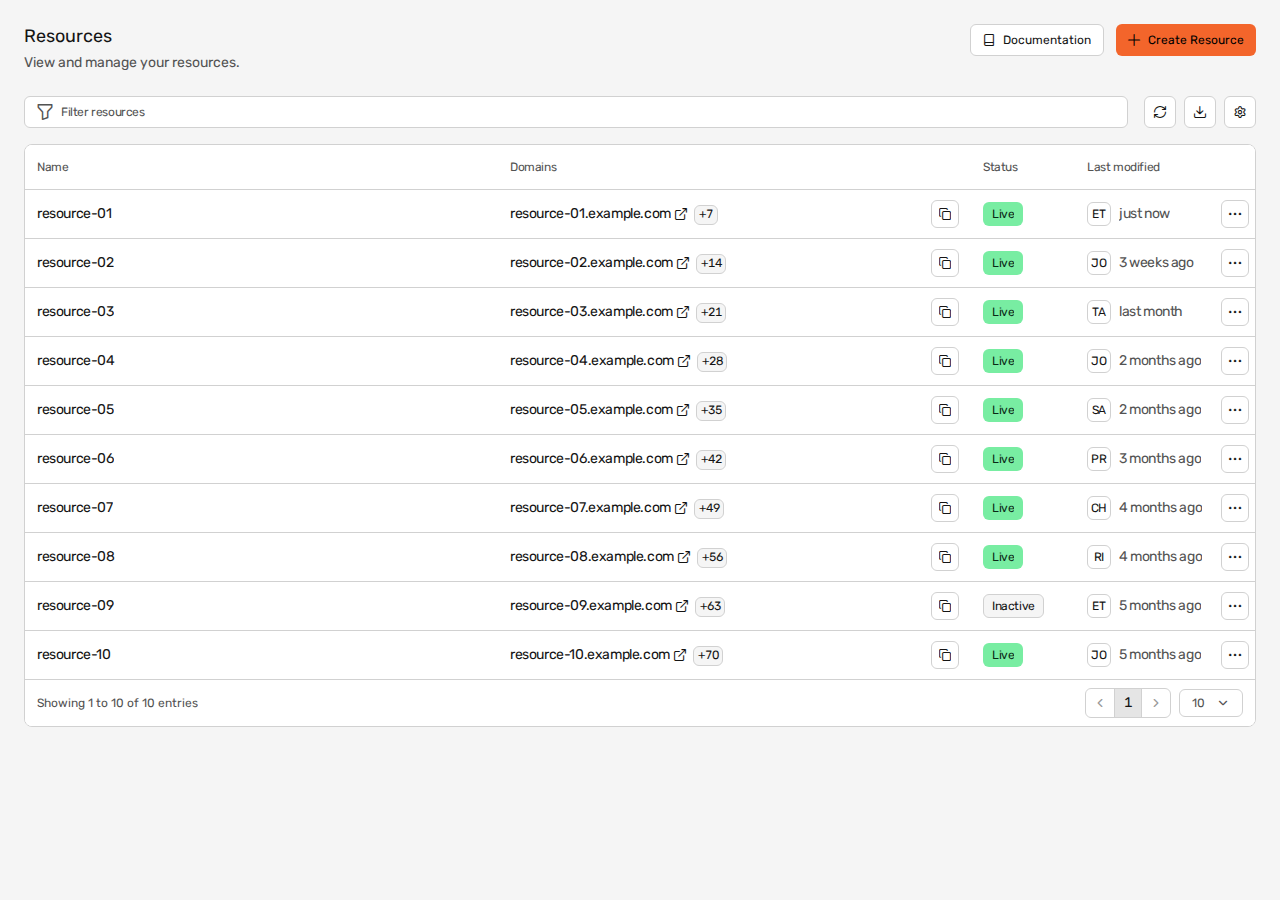 Resources
Documentation
Create Resource
View and manage your resources.
Filter resources
Name Domains Status Last modified
resource-01 resource-01.example.com +7 Live ET just now
resource-02 resource-02.example.com +14 Live JO 3 weeks ago
resource-03 resource-03.example.com +21 Live TA last month
resource-04 resource-04.example.com +28 Live JO 2 months ago
resource-05 resource-05.example.com +35 Live SA 2 months ago
resource-06 resource-06.example.com +42 Live PR 3 months ago
resource-07 resource-07.example.com +49 Live CH 4 months ago
resource-08 resource-08.example.com +56 Live RI 4 months ago
resource-09 resource-09.example.com +63 Inactive ET 5 months ago
resource-10 resource-10.example.com +70 Live JO 5 months ago
Showing 1 to 10 of 10 entries 1 10